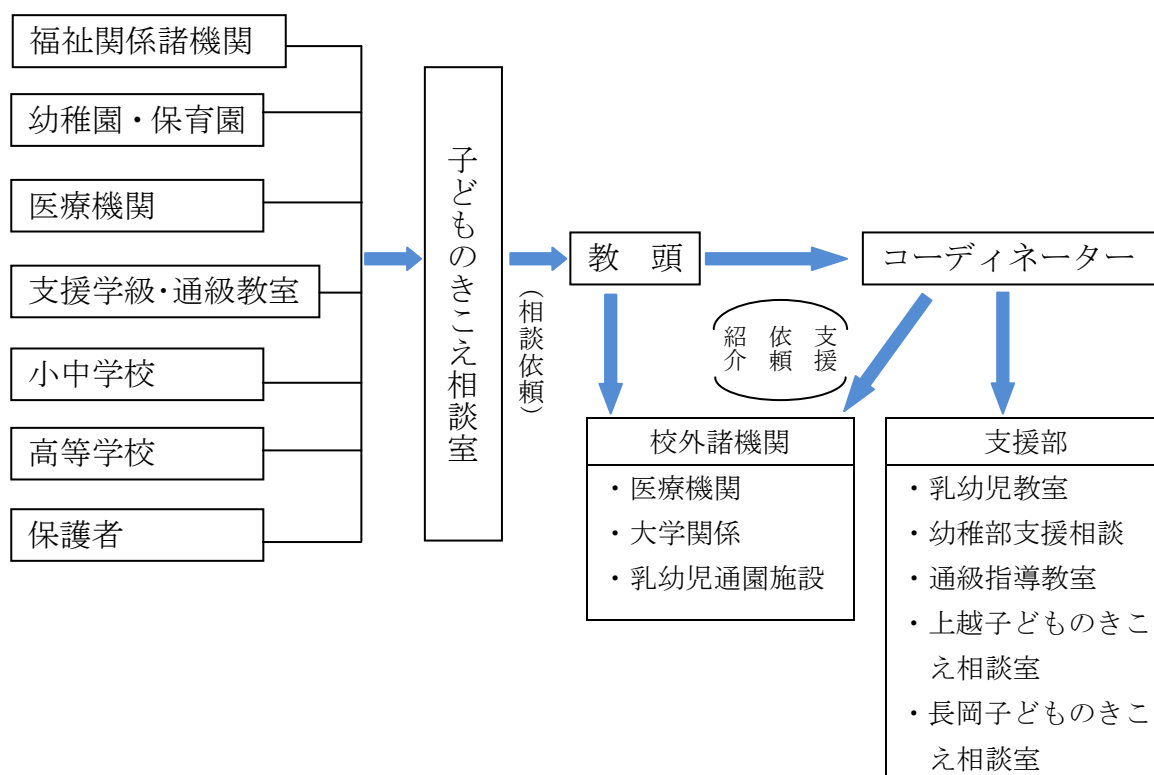 福祉関係諸機関
幼稚園・保育園
医療機関
支援学級・通級教室
小中学校
高等学校
保護者
子どものきこえ相談室
(相談依頼)
教　頭
コーディネーター
支援
依頼
紹介
校外諸機関
・医療機関
・大学関係
・乳幼児通園施設
支援部
・乳幼児教室
・幼稚部支援相談
・通級指導教室
・上越子どものきこ
え相談室
・長岡子どものきこ
え相談室